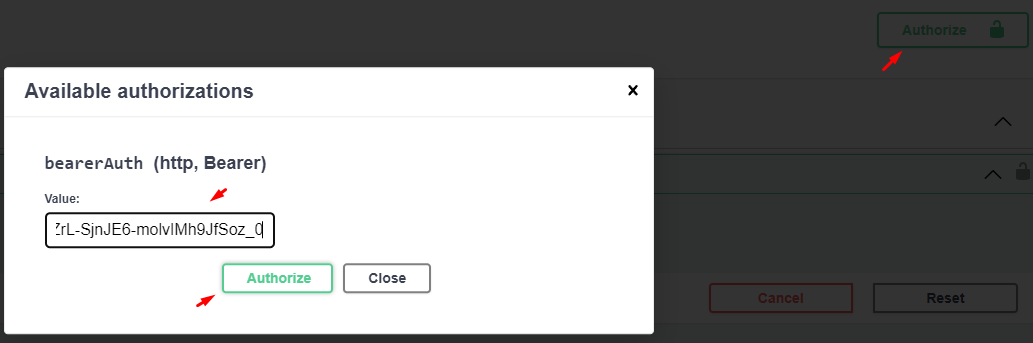 Authorize
Available authorizations
bearerAuth (http, Bearer)
Value:
ZrL-SjnJE6-molvIMh9JfSoz_0
Authorize Close
Cancel Reset